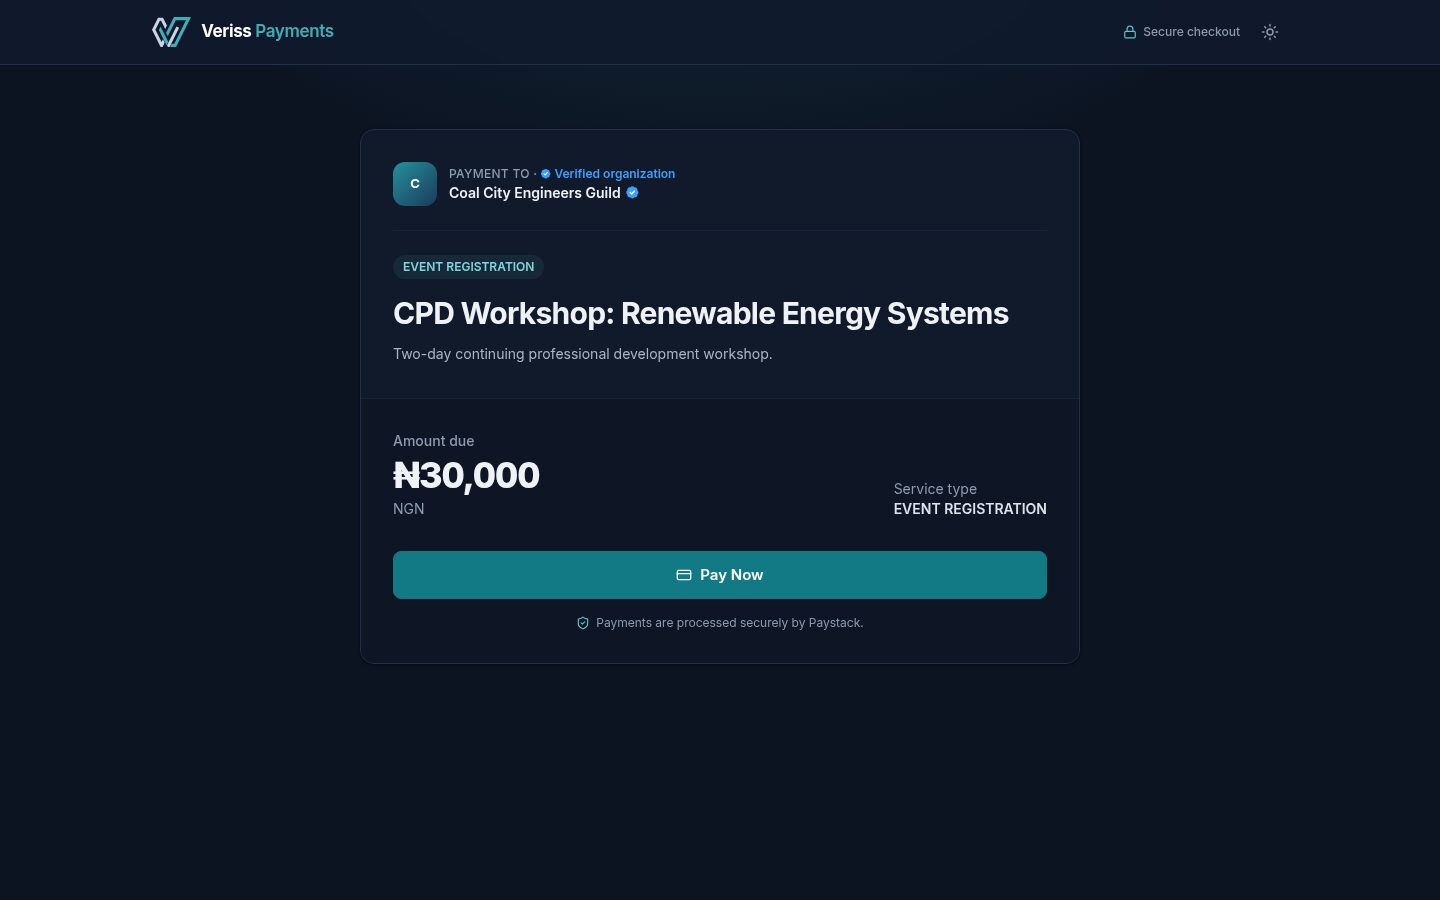 Veriss Payments
Secure checkout
C
PAYMENT TO · Verified organization
Coal City Engineers Guild
EVENT REGISTRATION
CPD Workshop: Renewable Energy Systems
Two-day continuing professional development workshop.
Amount due
₦30,000
NGN
Service type
EVENT REGISTRATION
Pay Now
Payments are processed securely by Paystack.